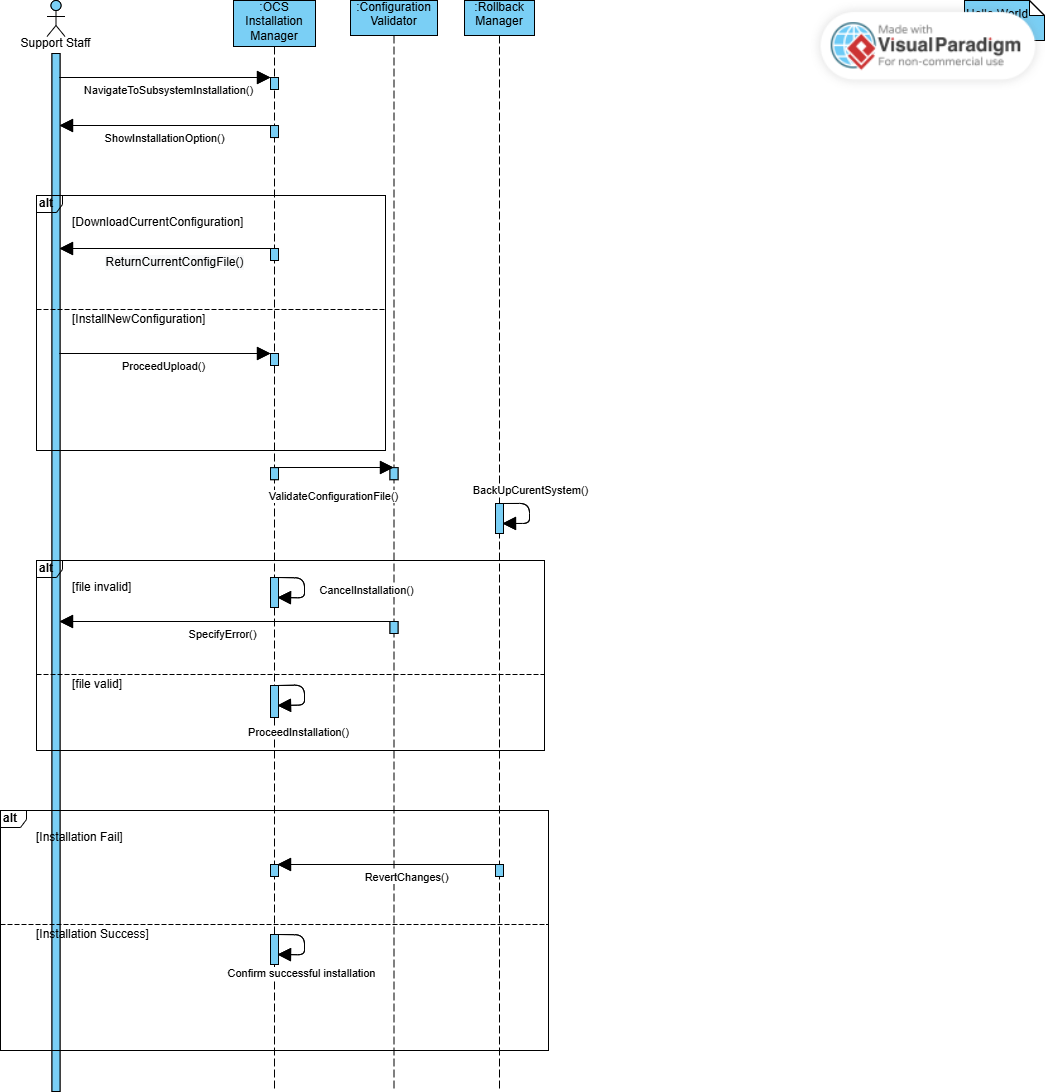 :OCS
Installation
Manager
:Configuration
Validator
:Rollback
Manager
Hello World
Made with
Visual Paradigm
For non-commercial use
Support Staff
NavigateToSubsystemInstallation()
ShowInstallationOption()
alt
[DownloadCurrentConfiguration]
ReturnCurrentConfigFile()
[InstallNewConfiguration]
ProceedUpload()
ValidateConfigurationFile()
BackUpCurentSystem()
alt
[file invalid]
CancelInstallation()
SpecifyError()
[file valid]
ProceedInstallation()
alt
[Installation Fail]
RevertChanges()
[Installation Success]
Confirm successful installation